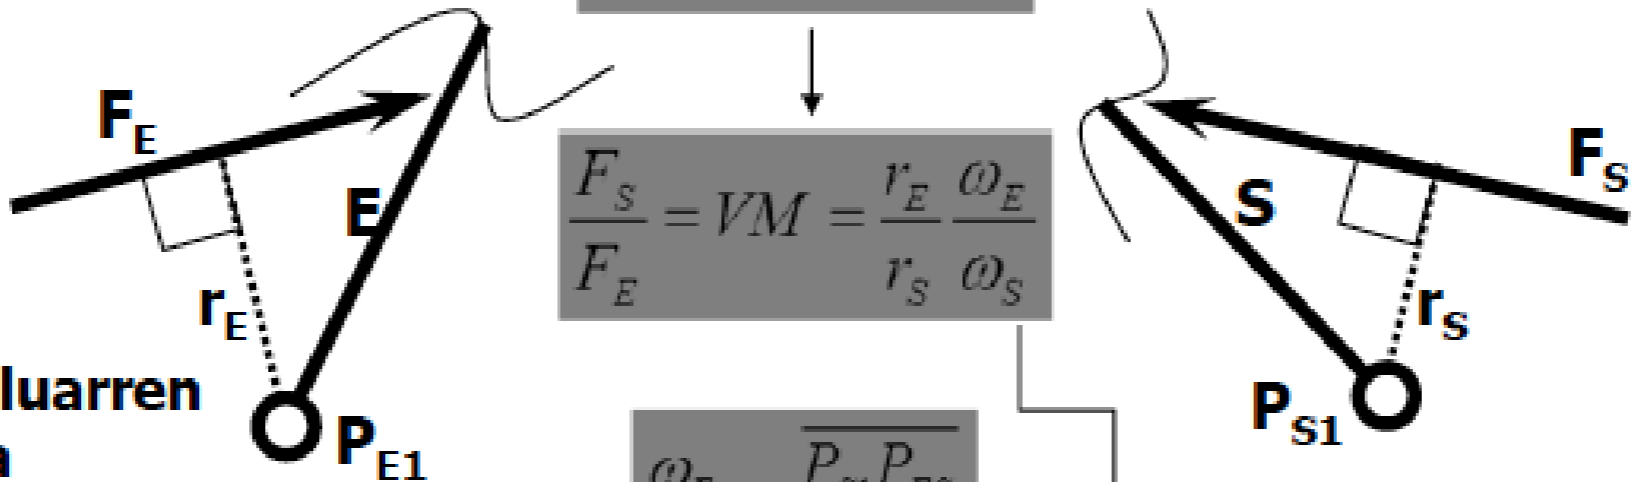 F_E
E
r_E
luarren
a
P_E1
F_S / F_E = VM = r_E / r_S ω_E / ω_S
F_S
S
r_S
P_S1